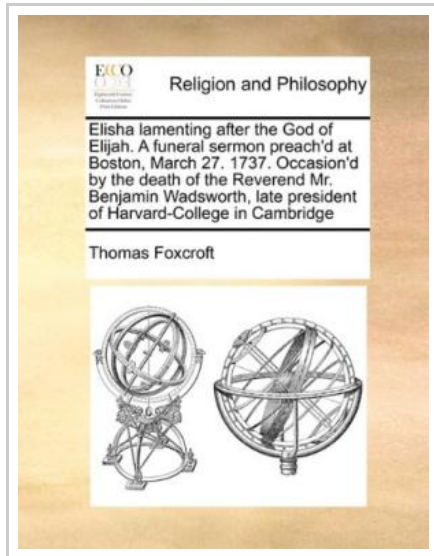 ECCO
Religion and Philosophy
Elisha lamenting after the God of
Elijah. A funeral sermon preach'd at
Boston, March 27. 1737. Occasion'd
by the death of the Reverend Mr.
Benjamin Wadsworth, late president
of Harvard-College in Cambridge
Thomas Foxcroft